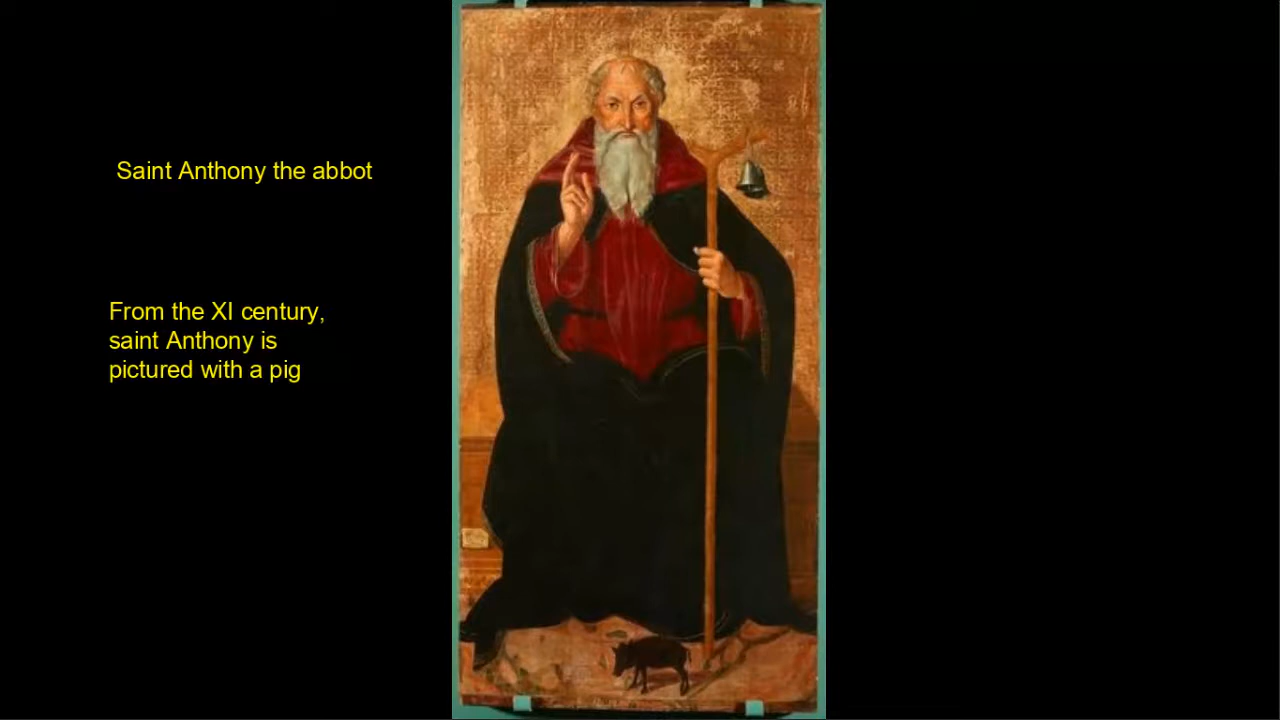 Saint Anthony the abbot
From the XI century,
saint Anthony is
pictured with a pig